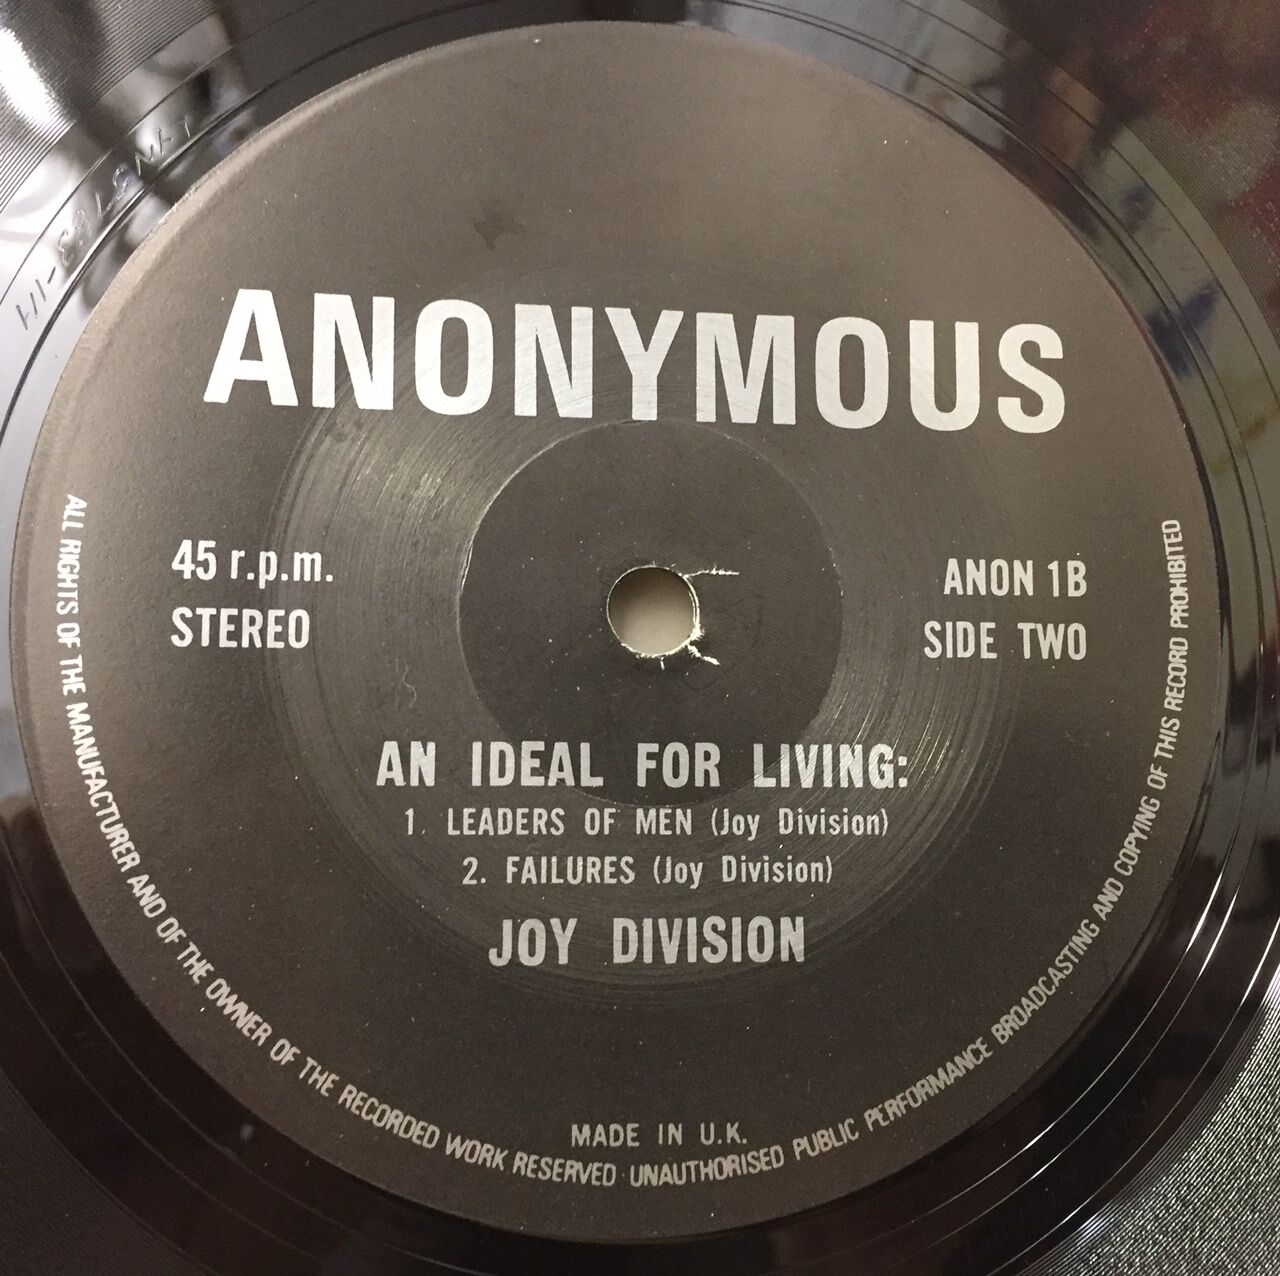 ANONYMOUS
45 r.p.m.
STEREO
ANON 1B
SIDE TWO
AN IDEAL FOR LIVING:
1. LEADERS OF MEN (Joy Division)
2. FAILURES (Joy Division)
JOY DIVISION
MADE IN U.K.
ALL RIGHTS OF THE MANUFACTURER AND OF THE OWNER OF THE RECORDED WORK RESERVED · UNAUTHORISED PUBLIC PERFORMANCE BROADCASTING AND COPYING OF THIS RECORD PROHIBITED